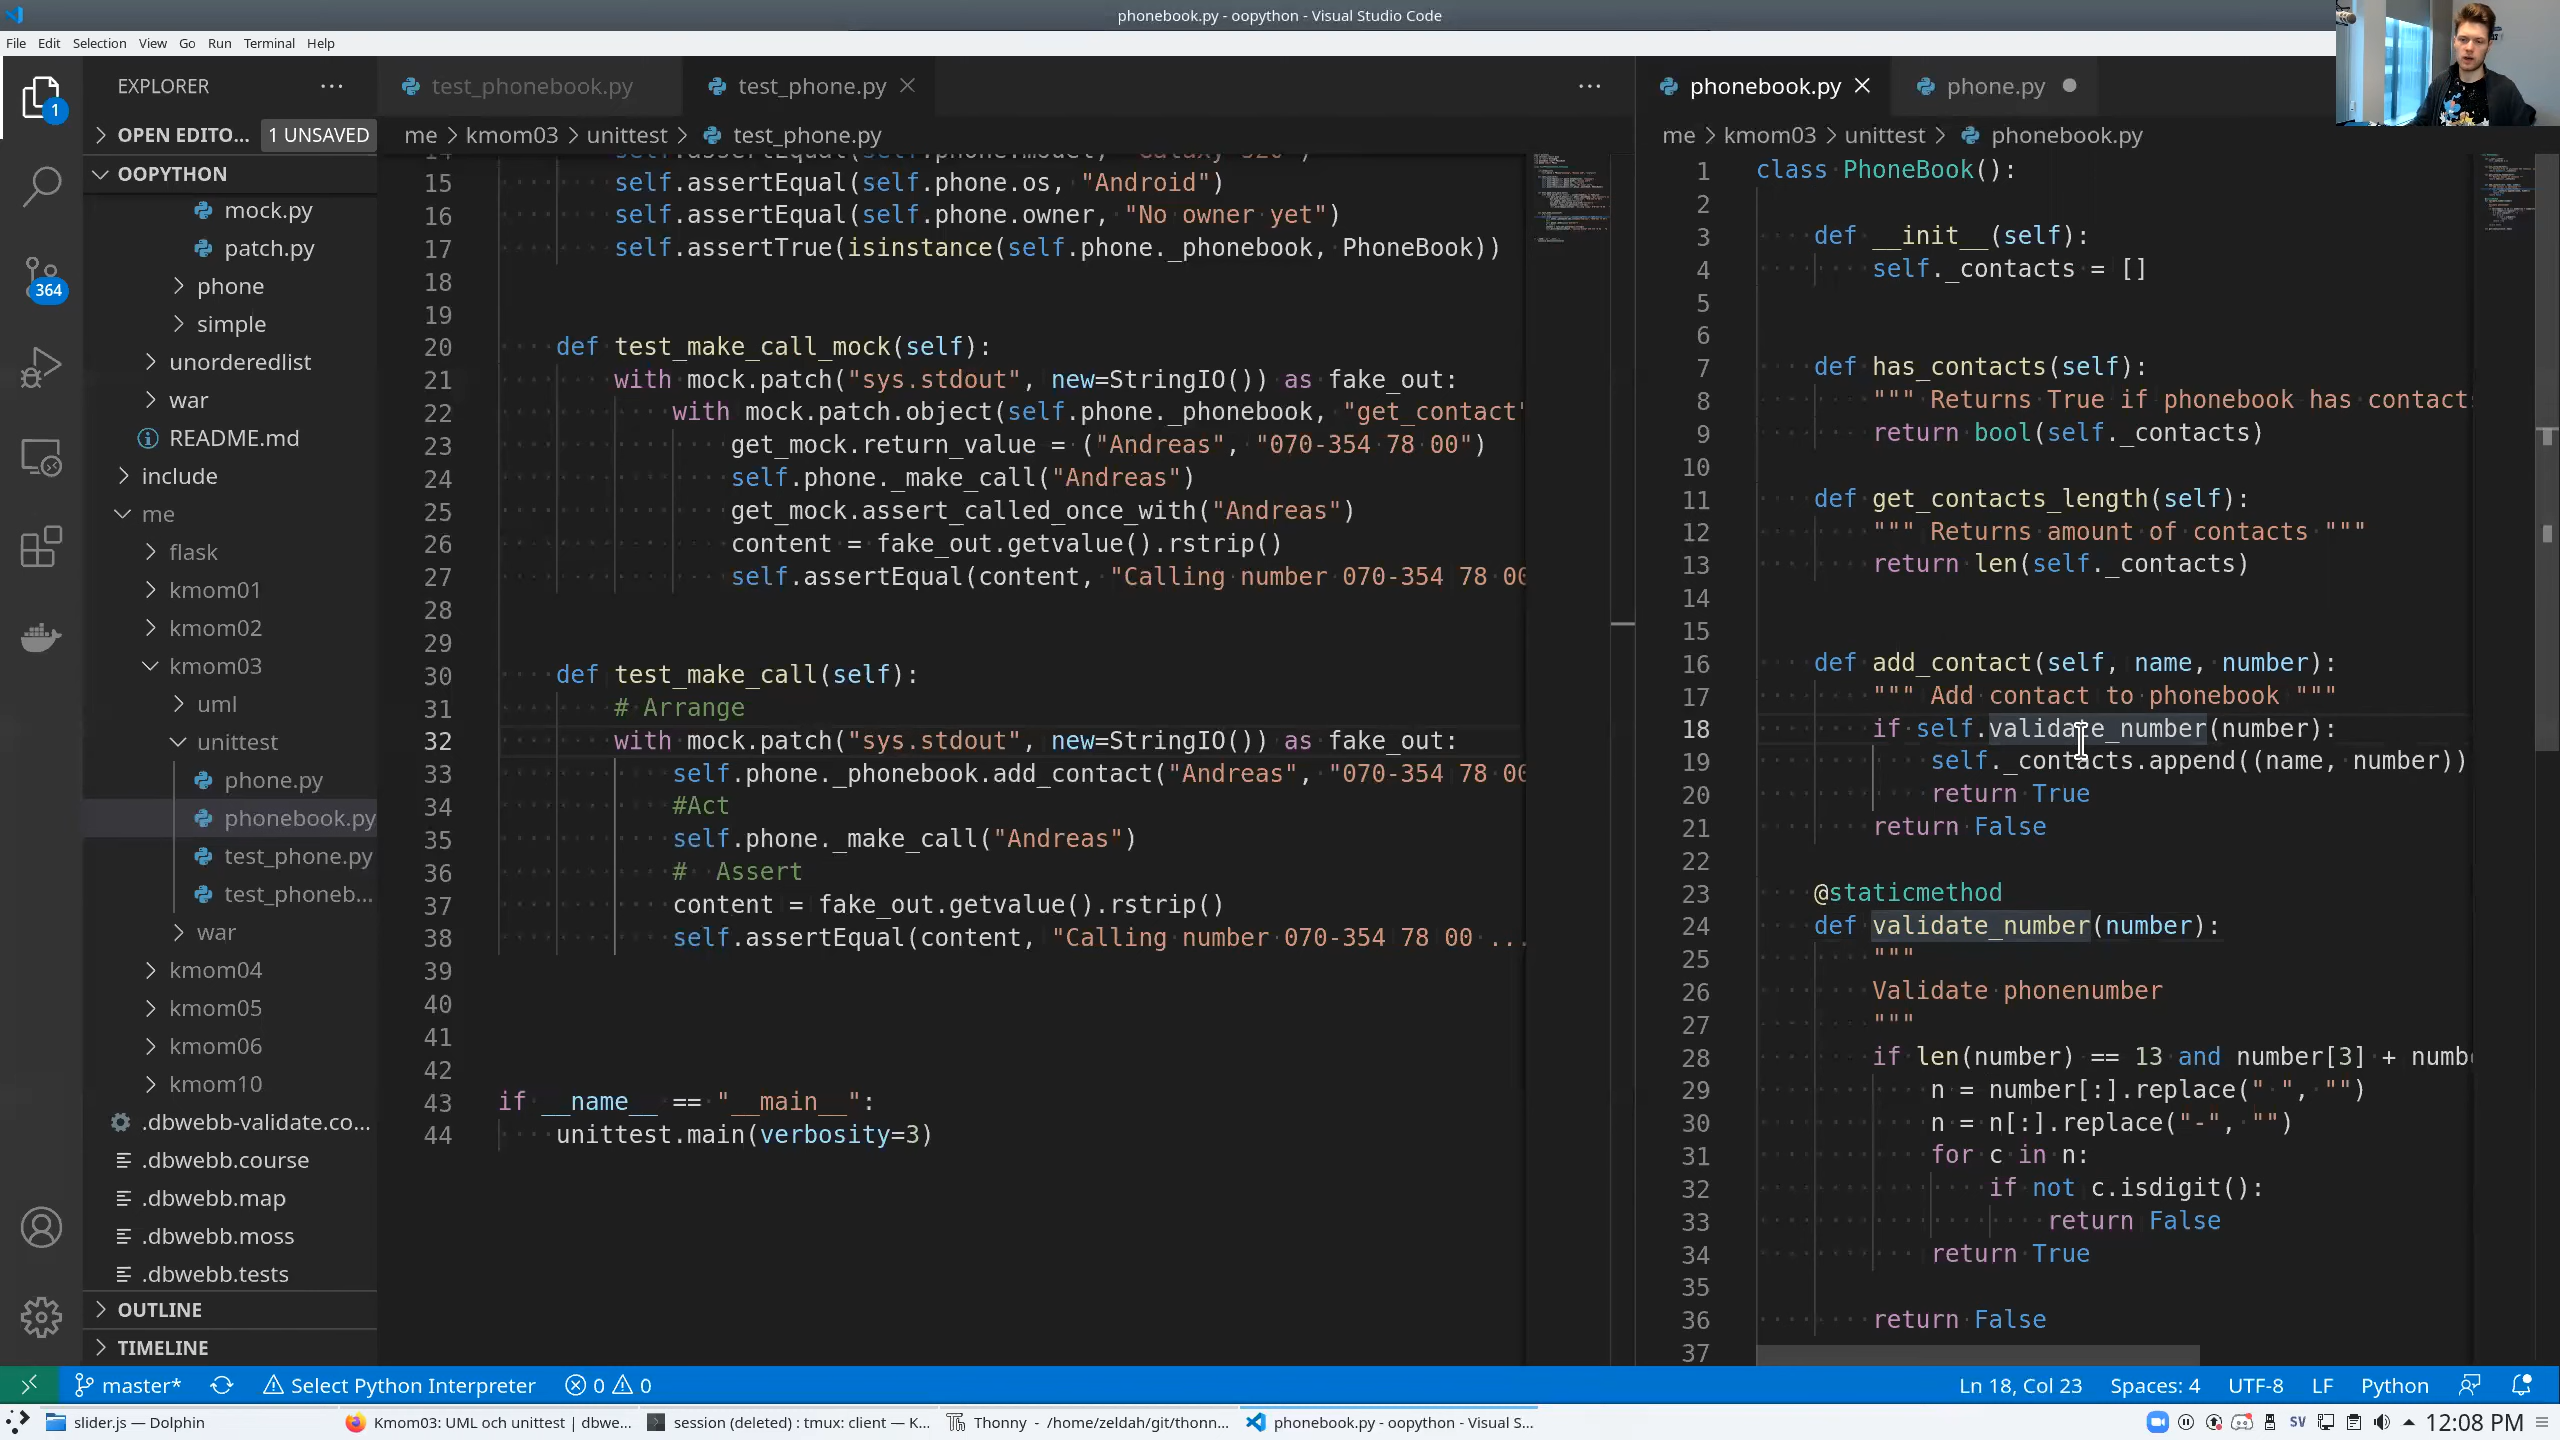 phonebook.py - oopython - Visual Studio Code
File Edit Selection View Go Run Terminal Help
EXPLORER ...
OPEN EDITO... 1 UNSAVED
OOPYTHON
mock.py
patch.py
phone
simple
unorderedlist
war
README.md
include
me
flask
kmom01
kmom02
kmom03
uml
unittest
phone.py
phonebook.py
test_phone.py
test_phoneb...
war
kmom04
kmom05
kmom06
kmom10
.dbwebb-validate.co...
.dbwebb.course
.dbwebb.map
.dbwebb.moss
.dbwebb.tests
OUTLINE
TIMELINE
1
364
test_phonebook.py test_phone.py ...
me > kmom03 > unittest > test_phone.py
14 self.assertEqual(self.phone.model, "Galaxy S20")
15 self.assertEqual(self.phone.os, "Android")
16 self.assertEqual(self.phone.owner, "No owner yet")
17 self.assertTrue(isinstance(self.phone._phonebook, PhoneBook))
18
19
20 def test_make_call_mock(self):
21 with mock.patch("sys.stdout", new=StringIO()) as fake_out:
22 with mock.patch.object(self.phone._phonebook, "get_contact"
23 get_mock.return_value = ("Andreas", "070-354 78 00")
24 self.phone._make_call("Andreas")
25 get_mock.assert_called_once_with("Andreas")
26 content = fake_out.getvalue().rstrip()
27 self.assertEqual(content, "Calling number 070-354 78 00
28
29
30 def test_make_call(self):
31 # Arrange
32 with mock.patch("sys.stdout", new=StringIO()) as fake_out:
33 self.phone._phonebook.add_contact("Andreas", "070-354 78 00
34 #Act
35 self.phone._make_call("Andreas")
36 #  Assert
37 content = fake_out.getvalue().rstrip()
38 self.assertEqual(content, "Calling number 070-354 78 00 ...
39
40
41
42
43 if __name__ == "__main__":
44 unittest.main(verbosity=3)
phonebook.py phone.py
me > kmom03 > unittest > phonebook.py
1 class PhoneBook():
2
3 def __init__(self):
4 self._contacts = []
5
6
7 def has_contacts(self):
8 """ Returns True if phonebook has contact
9 return bool(self._contacts)
10
11 def get_contacts_length(self):
12 """ Returns amount of contacts """
13 return len(self._contacts)
14
15
16 def add_contact(self, name, number):
17 """ Add contact to phonebook """
18 if self.validate_number(number):
19 self._contacts.append((name, number))
20 return True
21 return False
22
23 @staticmethod
24 def validate_number(number):
25 """
26 Validate phonenumber
27 """
28 if len(number) == 13 and number[3] + numb
29 n = number[:].replace(" ", "")
30 n = n[:].replace("-", "")
31 for c in n:
32 if not c.isdigit():
33 return False
34 return True
35
36 return False
37
master* Select Python Interpreter 0 0 Ln 18, Col 23 Spaces: 4 UTF-8 LF Python
slider.js — Dolphin Kmom03: UML och unittest | dbwe... session (deleted) : tmux: client — K... Thonny - /home/zeldah/git/thonn... phonebook.py - oopython - Visual S... SV 12:08 PM